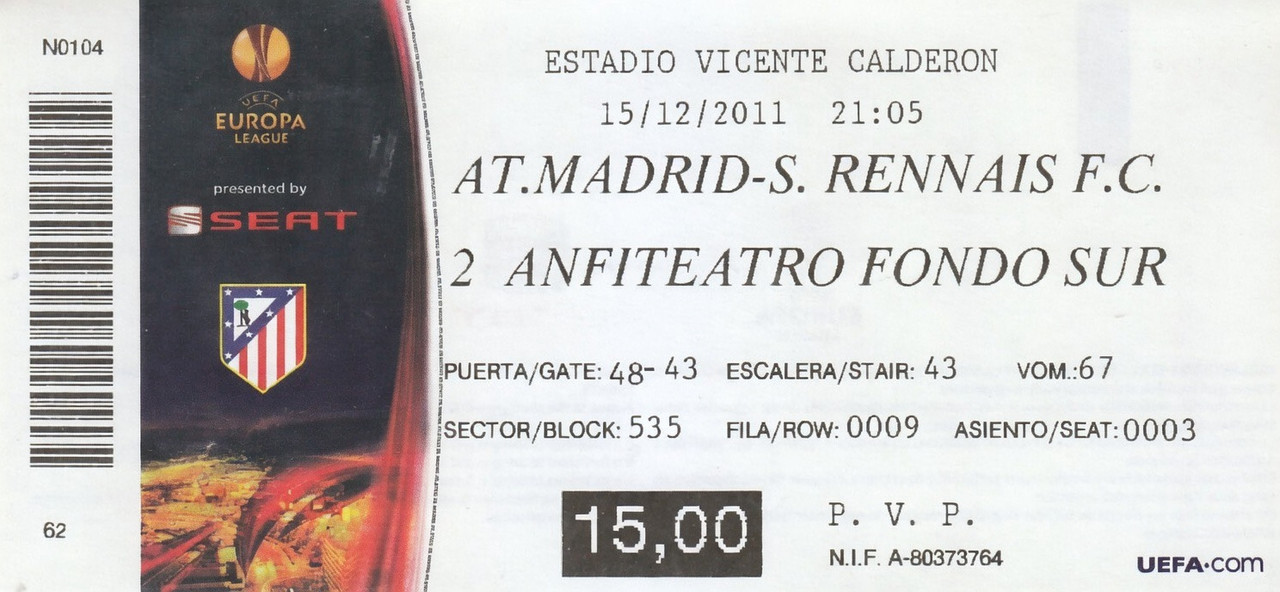 N0104
62
UEFA
EUROPA
LEAGUE
presented by
SEAT
ESTADIO VICENTE CALDERON
15/12/2011 21:05
AT.MADRID-S. RENNAIS F.C.
2 ANFITEATRO FONDO SUR
PUERTA/GATE: 48-43 ESCALERA/STAIR: 43 VOM.:67
SECTOR/BLOCK: 535 FILA/ROW: 0009 ASIENTO/SEAT: 0003
15,00
P. V. P.
N.I.F. A-80373764
UEFA.com